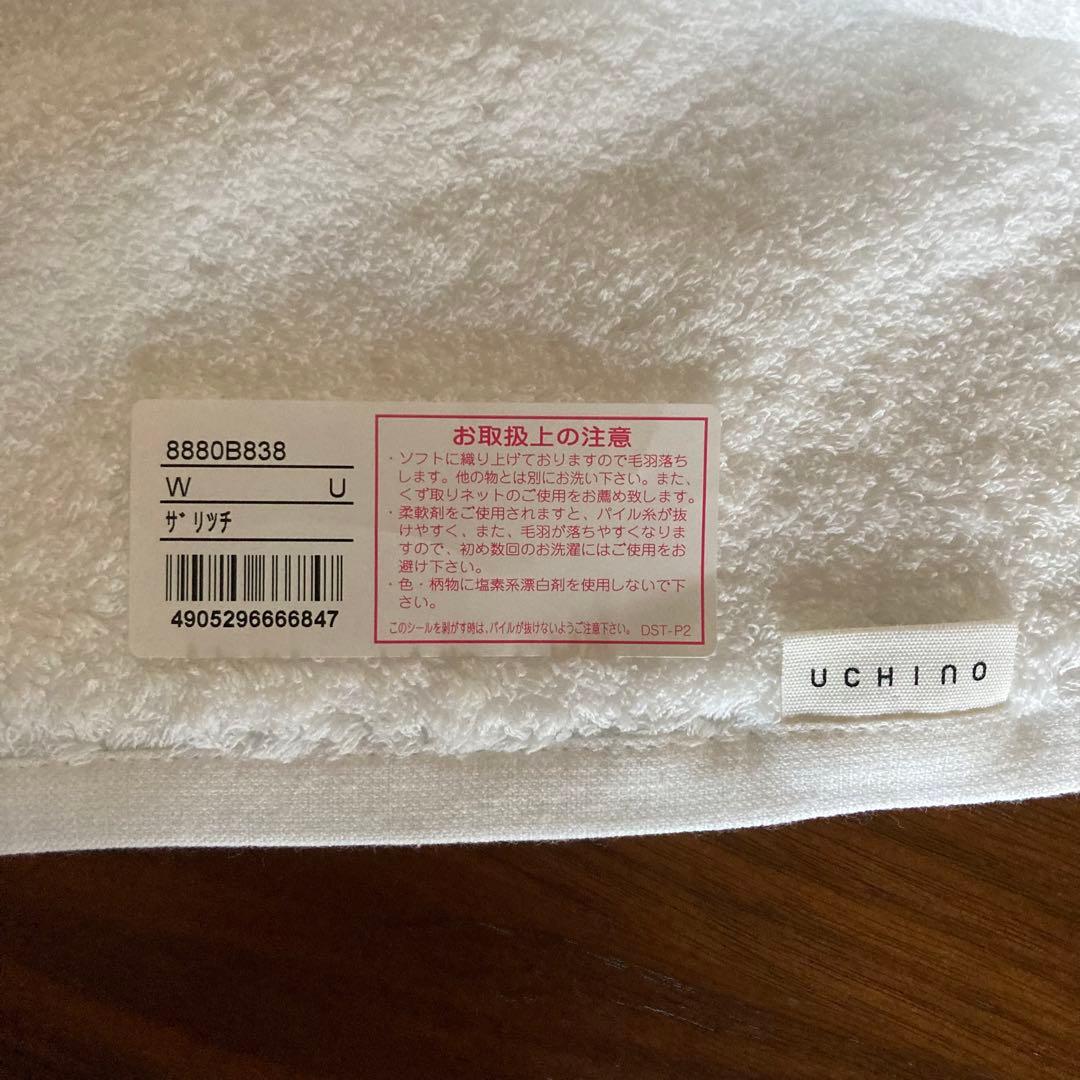 8880B838
W U
ザ リッチ
4905296666847
お取扱上の注意
・ソフトに織り上げておりますので毛羽落ち
します。他の物とは別にお洗い下さい。また、
くず取りネットのご使用をお薦め致します。
・柔軟剤をご使用されますと、パイル糸が抜
けやすく、また、毛羽が落ちやすくなりま
すので、初め数回のお洗濯にはご使用をお
避け下さい。
・色・柄物に塩素系漂白剤を使用しないで下
さい。
このシールを剥がす時は、パイルが抜けないようご注意下さい。 DST-P2
UCHINO